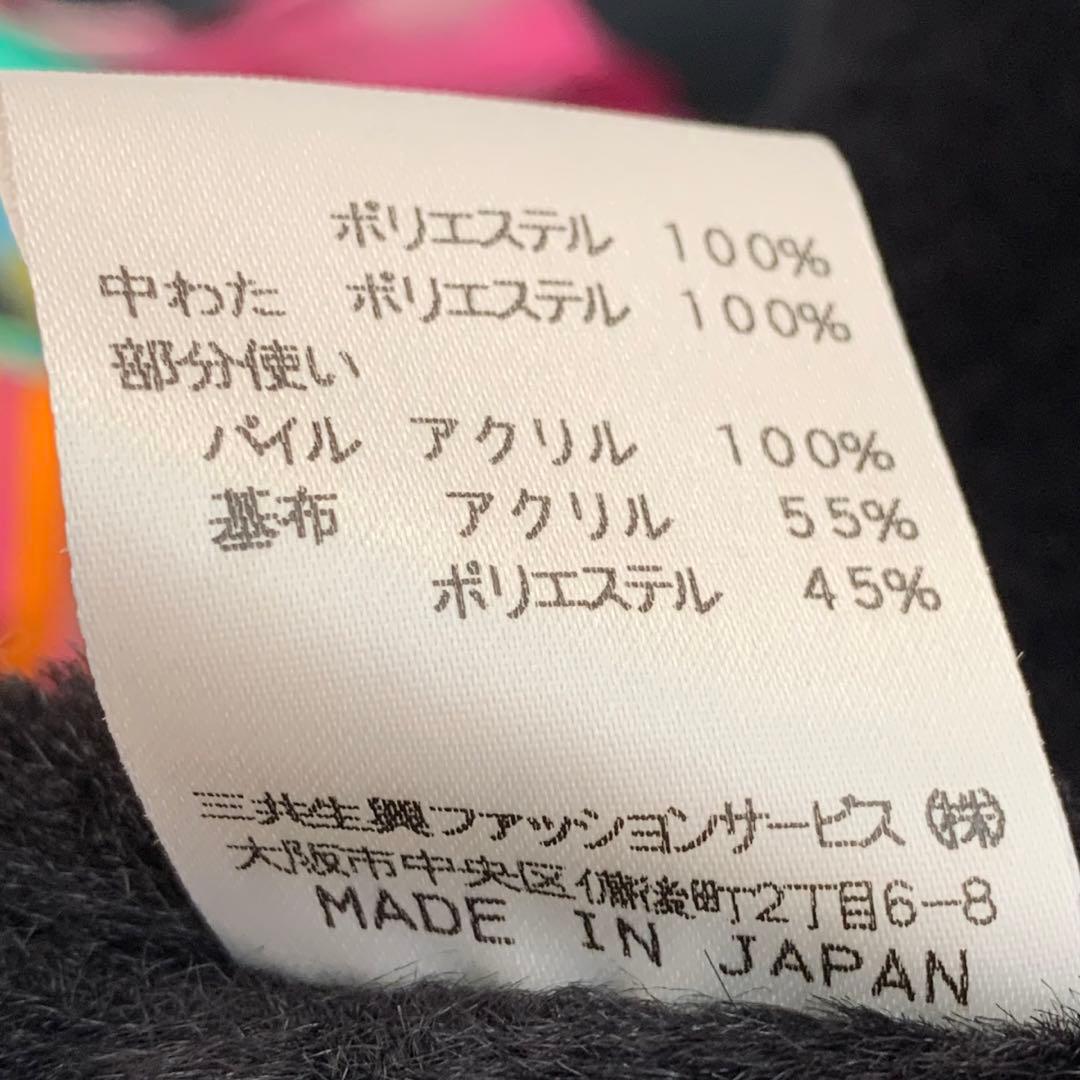 ポリエステル 100%
中わた ポリエステル 100%
部分使い
パイル アクリル 100%
基布 アクリル 55%
ポリエステル 45%
三共生興ファッションサービス㈱
大阪市中央区備後町2丁目6-8
MADE IN JAPAN